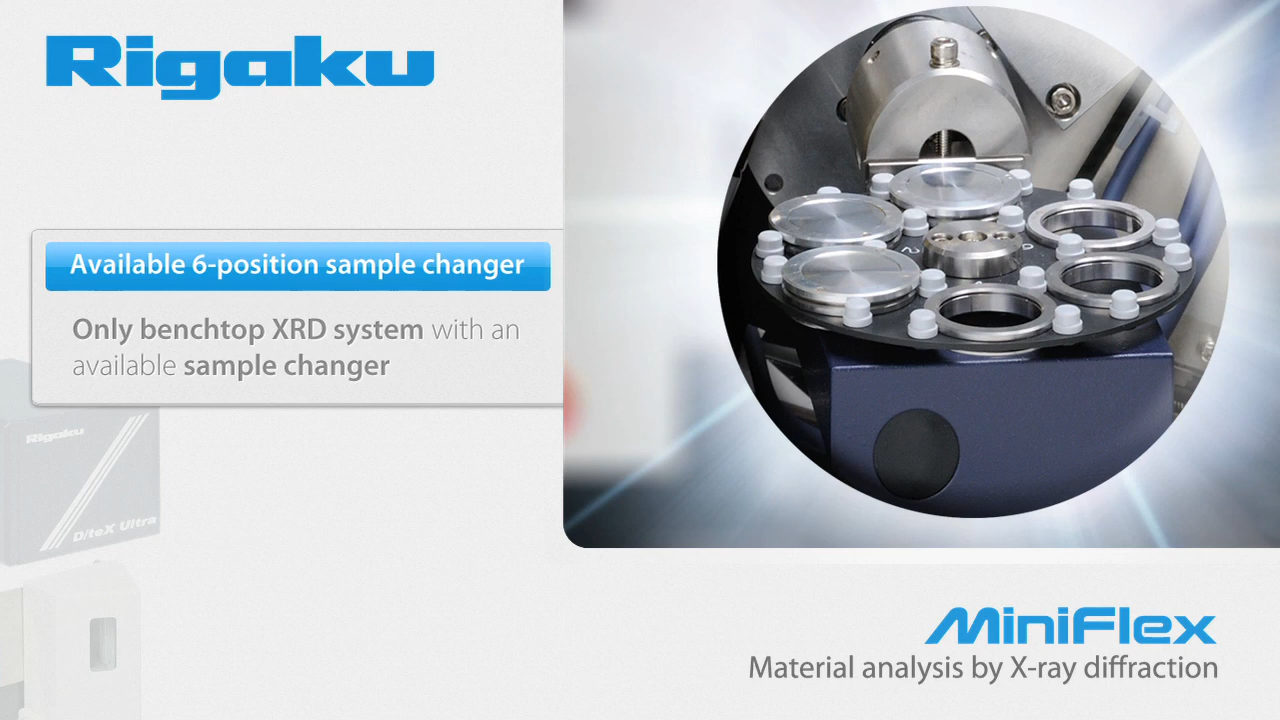 Rigaku
Available 6-position sample changer
Only benchtop XRD system with an
available sample changer
Rigaku
D/teX Ultra
MiniFlex
Material analysis by X-ray diffraction